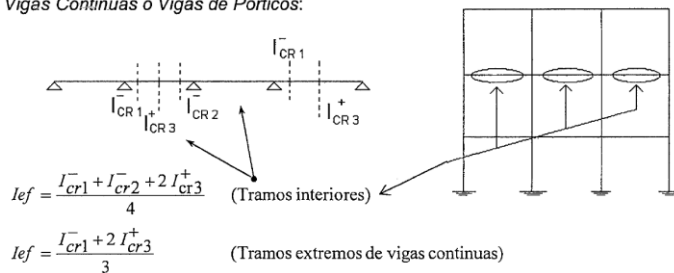 Vigas Continuas o Vigas de Pórticos:
I⁻CR 1
I⁻CR 1 I⁺CR 3 I⁻CR 2 I⁺CR 3
Ief = (I⁻cr1 + I⁻cr2 + 2 I⁺cr3) / 4 (Tramos interiores)
Ief = (I⁻cr1 + 2 I⁺cr3) / 3 (Tramos extremos de vigas continuas)